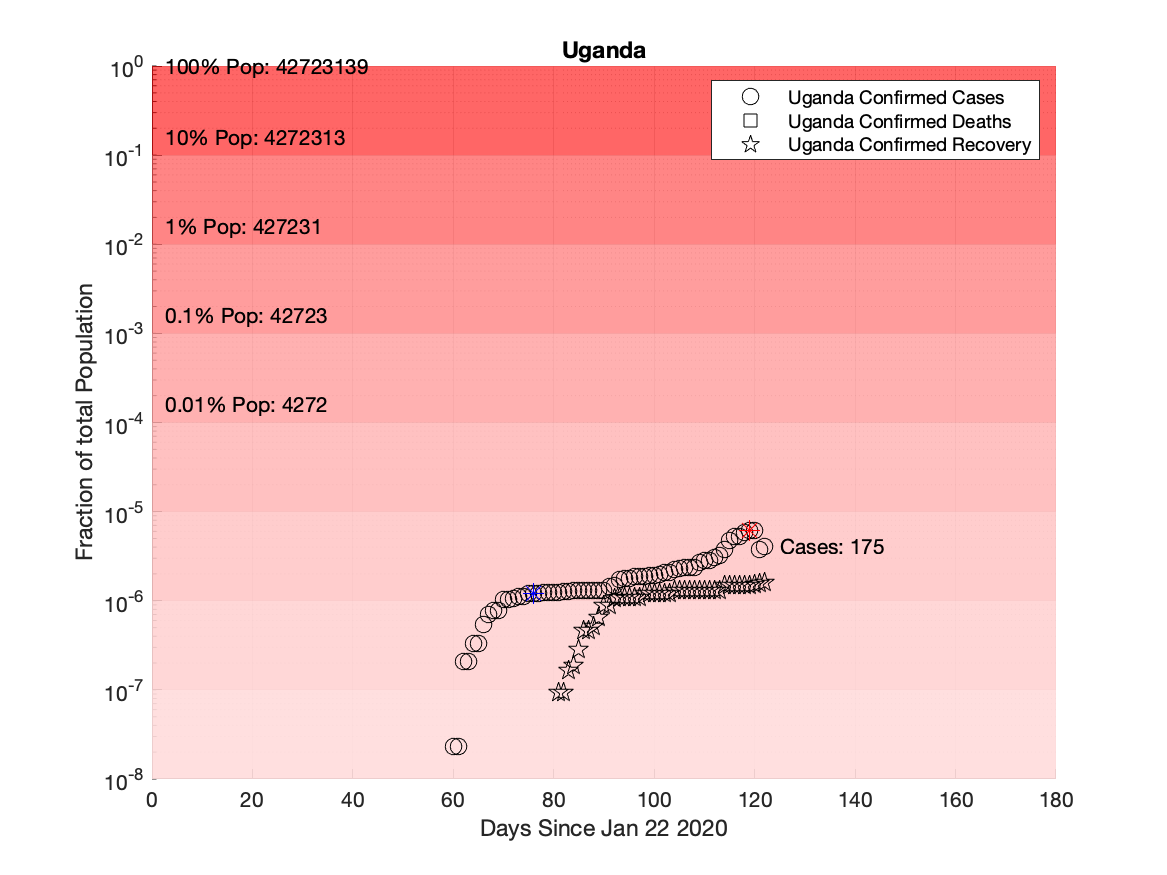 Uganda
10^0
100% Pop: 42723139
Uganda Confirmed Cases
Uganda Confirmed Deaths
Uganda Confirmed Recovery
10% Pop: 4272313
10^-1
1% Pop: 427231
10^-2
0.1% Pop: 42723
10^-3
0.01% Pop: 4272
10^-4
10^-5
Cases: 175
10^-6
10^-7
10^-8
Fraction of total Population
0 20 40 60 80 100 120 140 160 180
Days Since Jan 22 2020